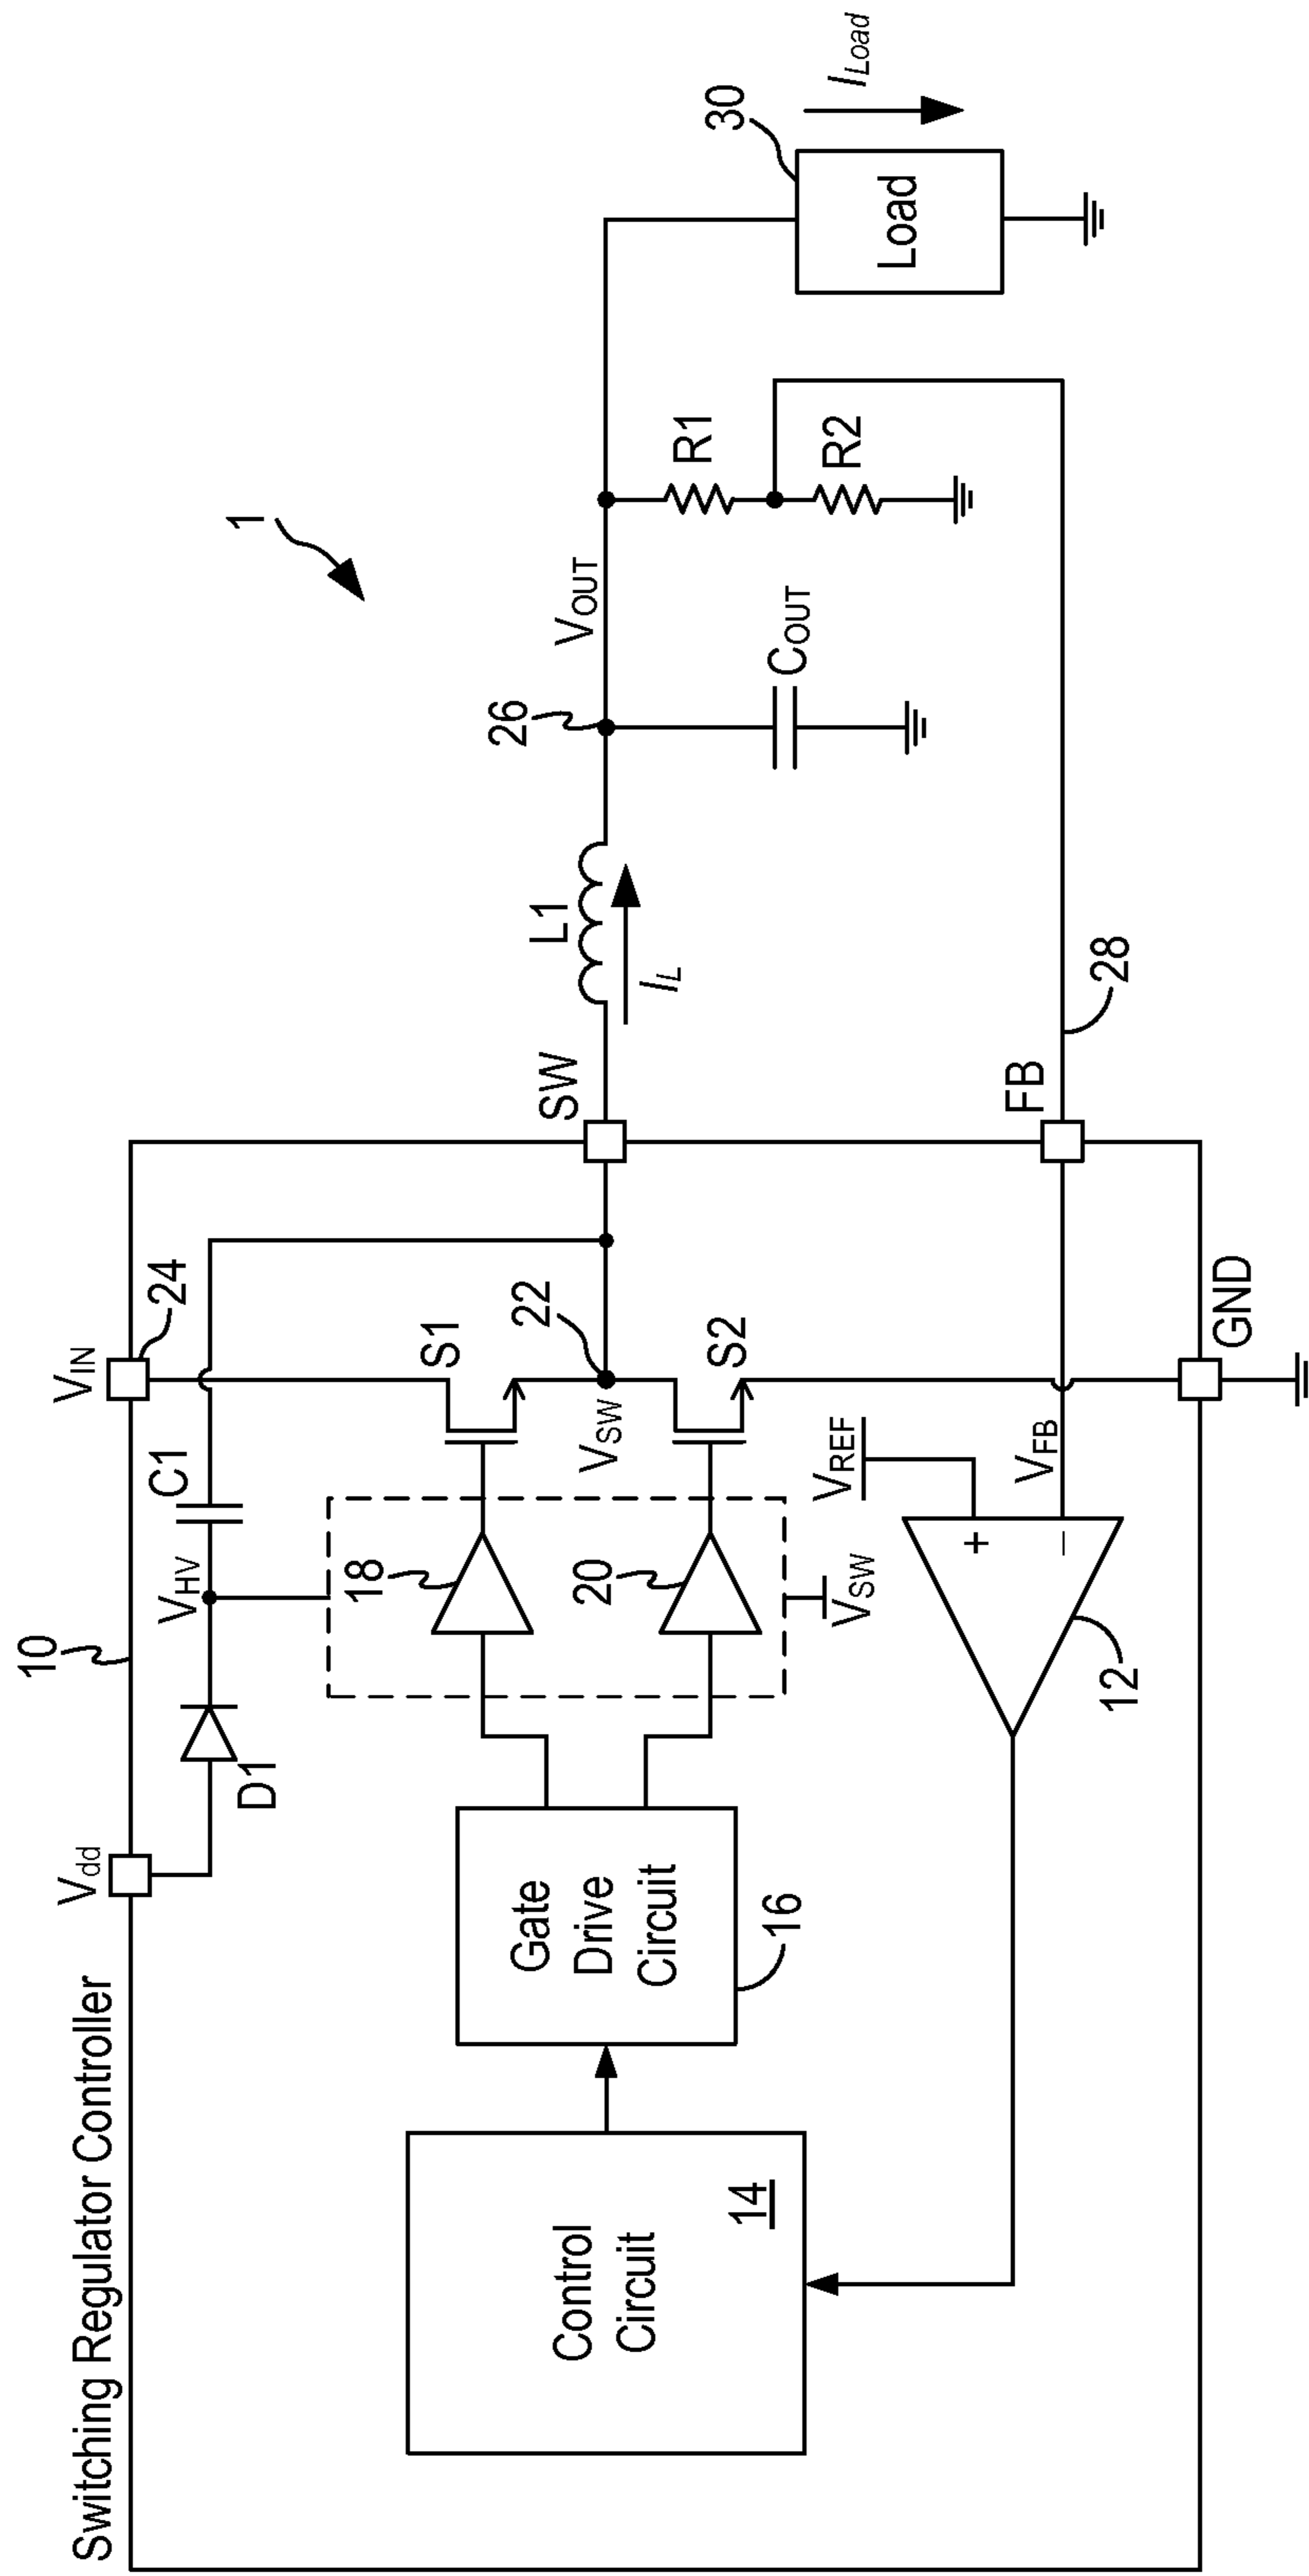 Switching Regulator Controller
10
V_dd
V_IN
24
1
D1
V_HV
C1
S1
22
V_SW
S2
SW
L1
I_L
26
V_OUT
C_OUT
R1
R2
30
Load
I_Load
18
20
V_SW
Gate
Drive
Circuit
16
Control
Circuit
14
V_REF
V_FB
+
−
12
FB
28
GND